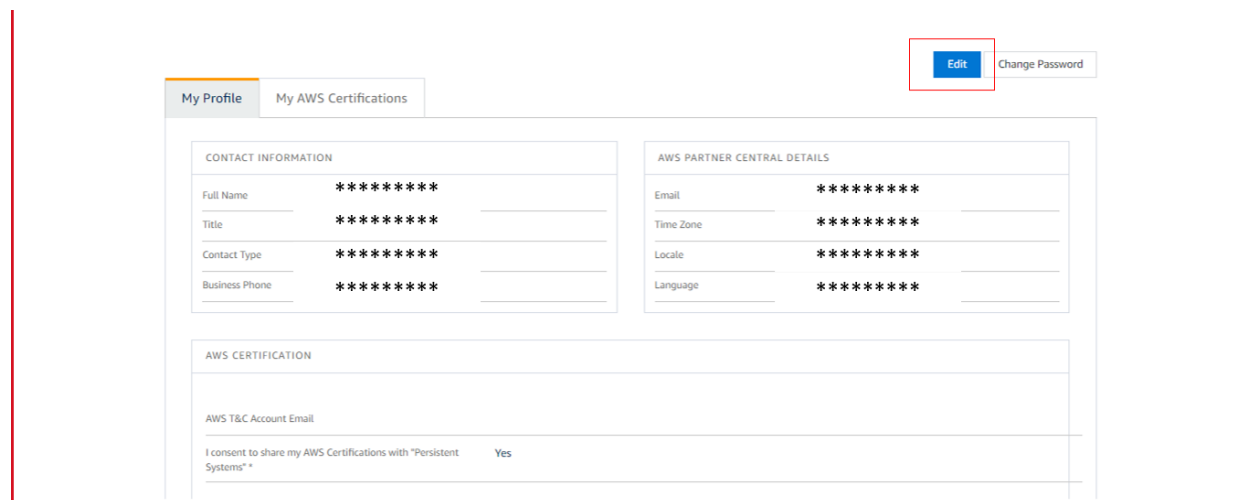 Edit Change Password
My Profile My AWS Certifications
CONTACT INFORMATION
Full Name *********
Title *********
Contact Type *********
Business Phone *********
AWS PARTNER CENTRAL DETAILS
Email *********
Time Zone *********
Locale *********
Language *********
AWS CERTIFICATION
AWS T&C Account Email
I consent to share my AWS Certifications with "Persistent Yes
Systems" *